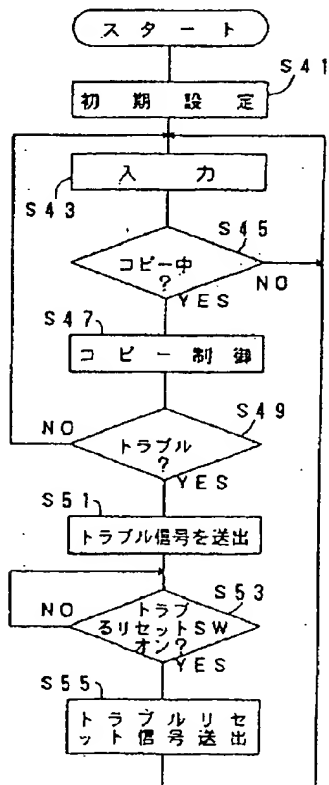 スタート
S41
初期設定
入力
S43
S45
コピー中
?
NO
YES
S47
コピー制御
S49
NO
トラブル
?
YES
S51
トラブル信号を送出
S53
NO
トラブ
るリセットSW
オン?
YES
S55
トラブルリセ
ット信号送出